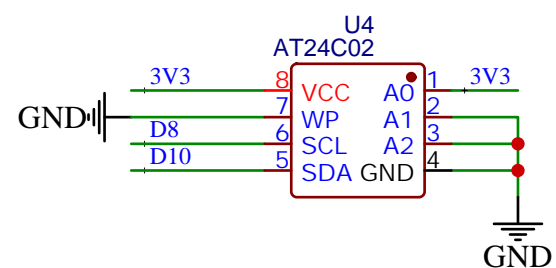 U4
AT24C02
3V3 8 VCC A0 1 3V3
GND 7 WP A1 2
D8 6 SCL A2 3
D10 5 SDA GND 4
GND